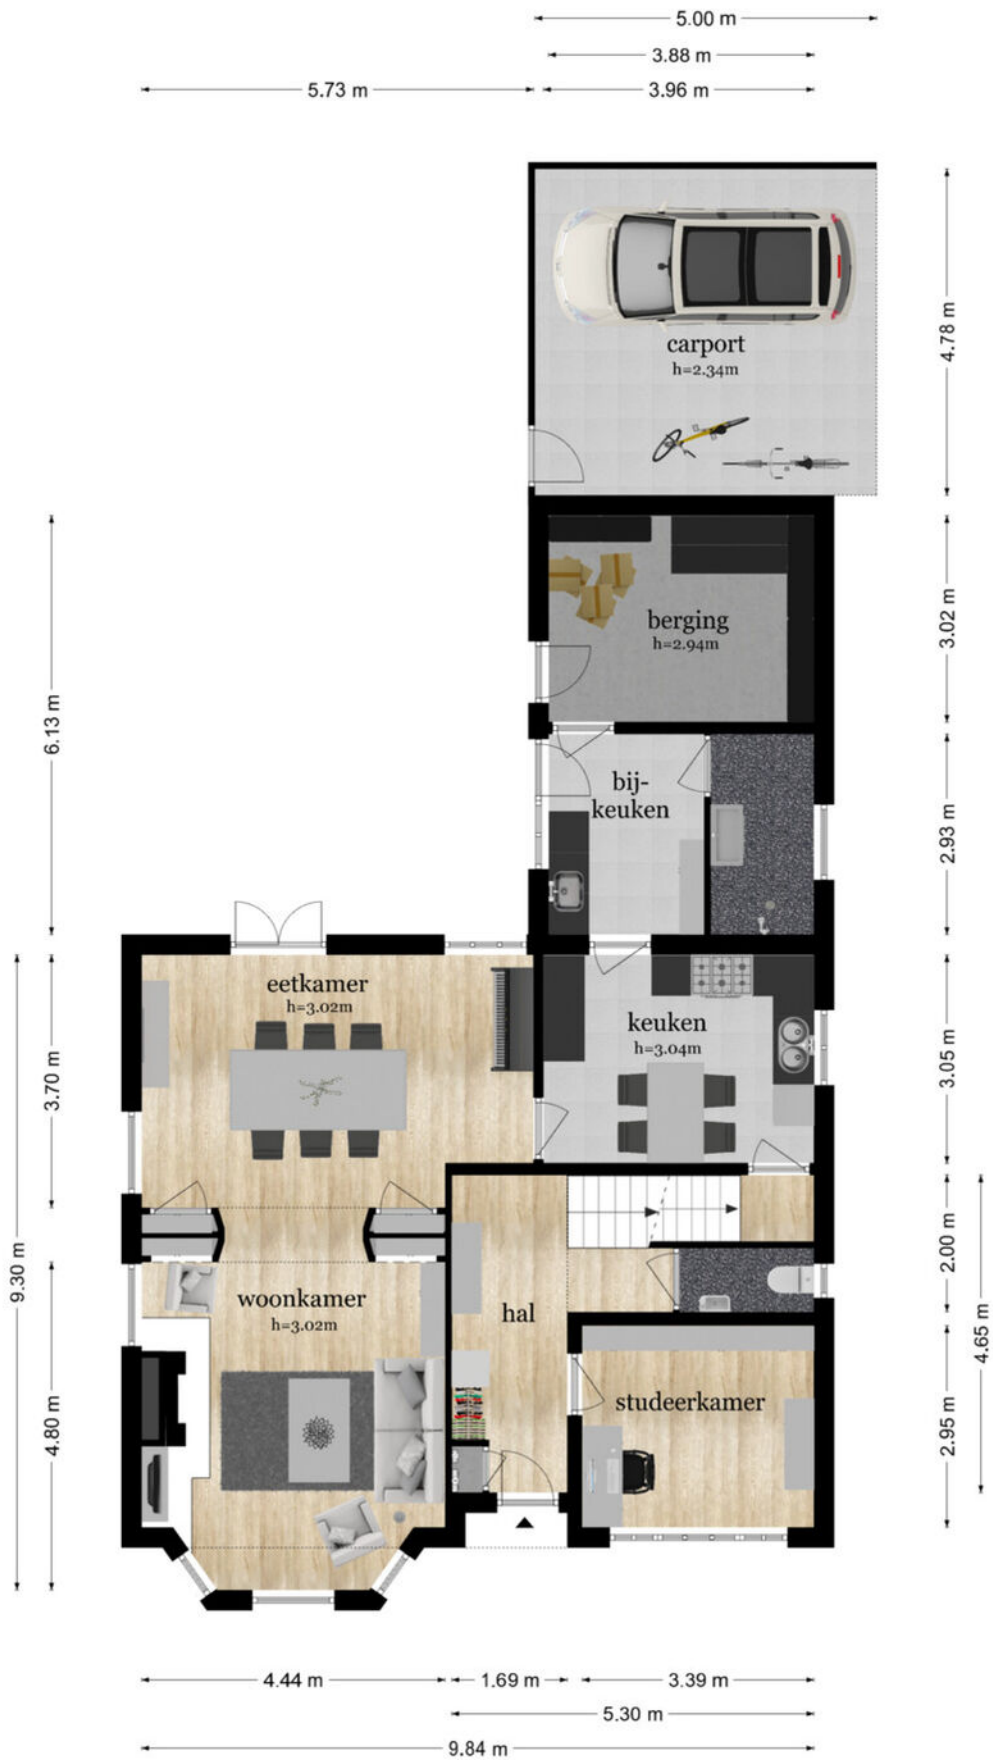 5.00 m
3.88 m
5.73 m
3.96 m
carport
h=2.34m
4.78 m
berging
h=2.94m
3.02 m
6.13 m
bij-
keuken
2.93 m
eetkamer
h=3.02m
keuken
h=3.04m
3.70 m
3.05 m
9.30 m
2.00 m
woonkamer
h=3.02m
hal
4.65 m
studeerkamer
4.80 m
2.95 m
4.44 m
1.69 m
3.39 m
5.30 m
9.84 m